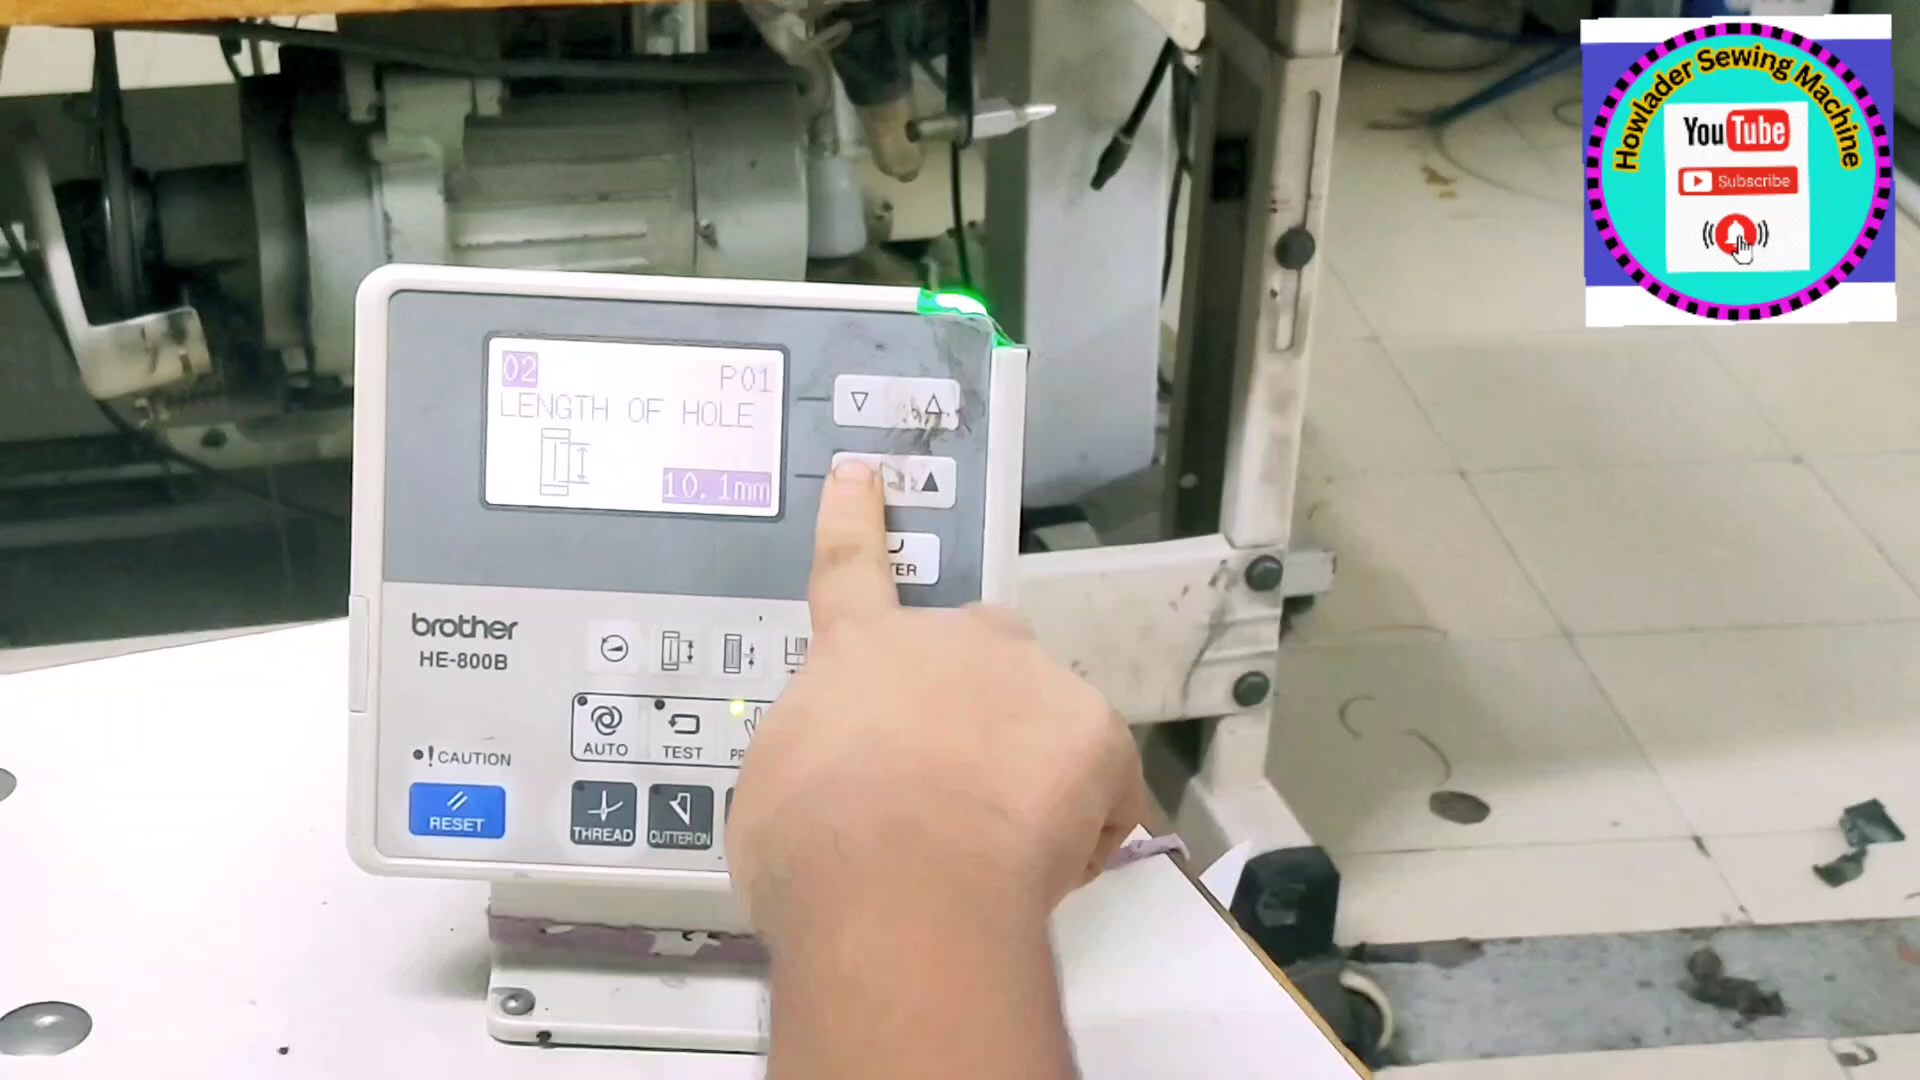 Howlader Sewing Machine
YouTube
Subscribe
02
P01
LENGTH OF HOLE
10.1mm
brother
HE-800B
AUTO
TEST
!CAUTION
RESET
THREAD
CUTTER ON